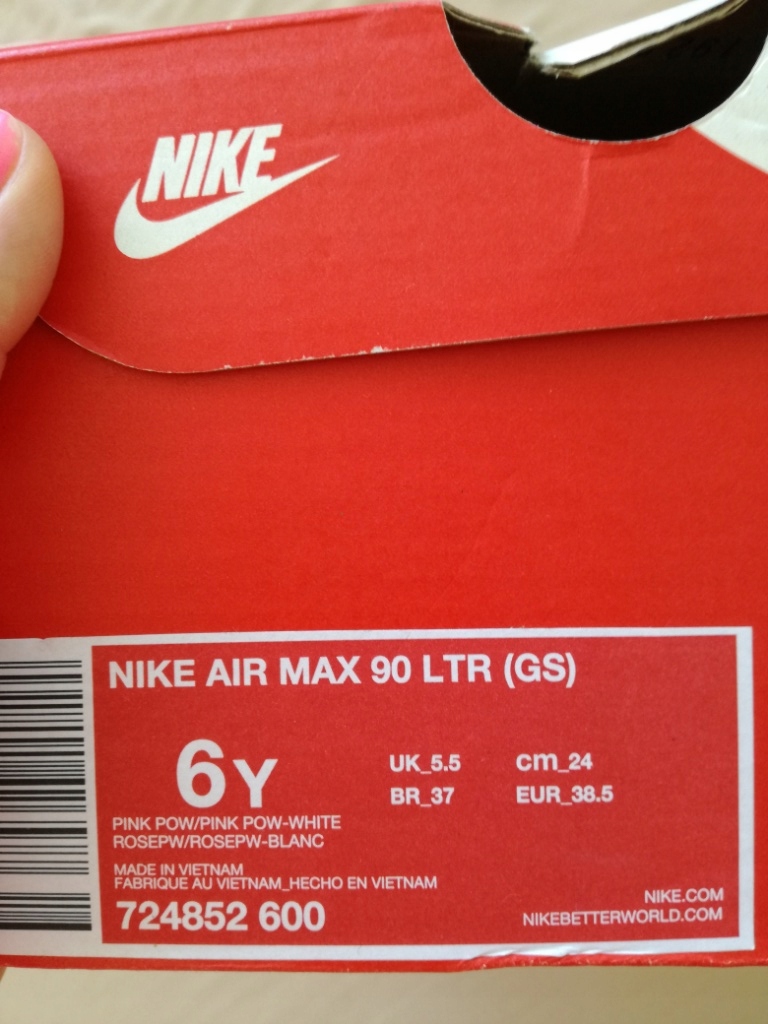 NIKE
NIKE AIR MAX 90 LTR (GS)
6Y
UK_5.5 cm_24
BR_37 EUR_38.5
PINK POW/PINK POW-WHITE
ROSEPW/ROSEPW-BLANC
MADE IN VIETNAM
FABRIQUE AU VIETNAM_HECHO EN VIETNAM
724852 600
NIKE.COM
NIKEBETTERWORLD.COM